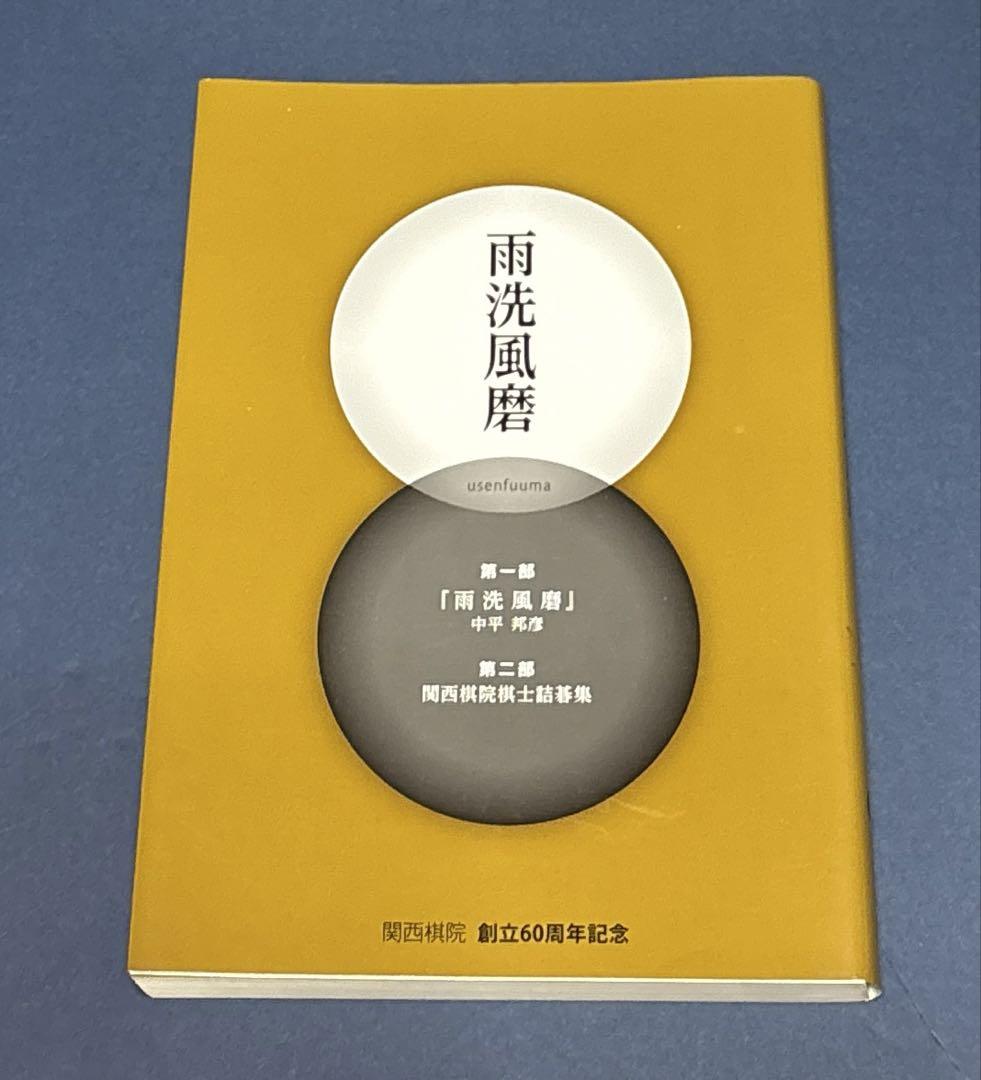 雨洗風磨
usenfuuma
第一部
『雨洗風磨』
中平 邦彦
第二部
関西棋院棋士詰碁集
関西棋院 創立60周年記念